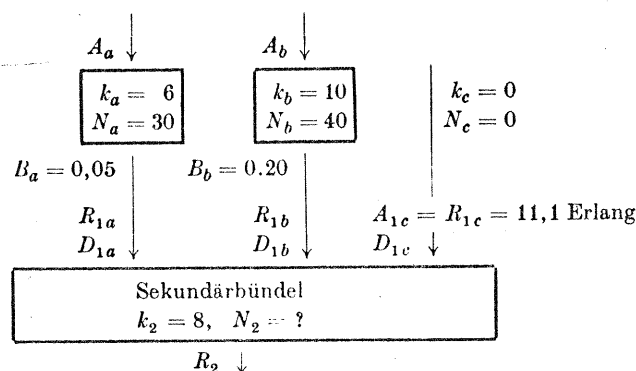 A_a A_b
k_a = 6 k_b = 10 k_c = 0
N_a = 30 N_b = 40 N_c = 0
B_a = 0,05 B_b = 0.20
R_1a R_1b A_1c = R_1c = 11,1 Erlang
D_1a D_1b D_1c
Sekundärbündel
k_2 = 8, N_2 = ?
R_2